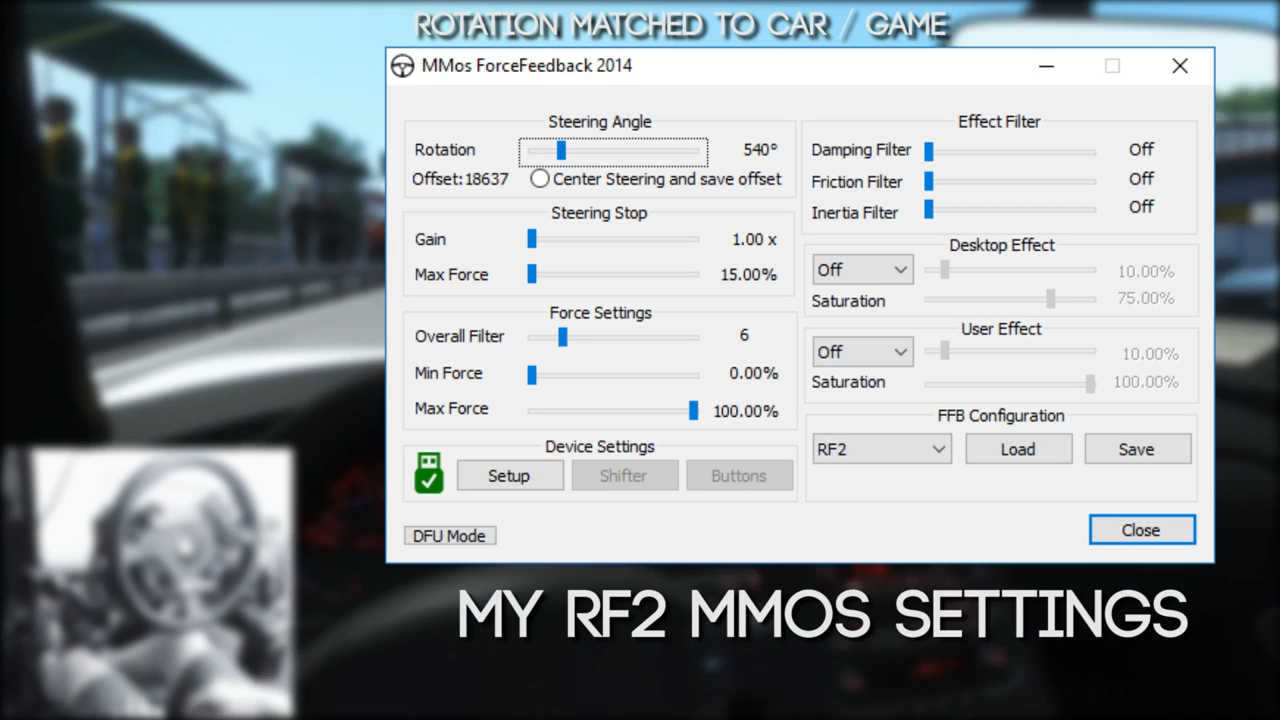 ROTATION MATCHED TO CAR / GAME
MMos ForceFeedback 2014
Steering Angle
Rotation 540°
Offset:18637 Center Steering and save offset
Steering Stop
Gain 1.00 x
Max Force 15.00%
Force Settings
Overall Filter 6
Min Force 0.00%
Max Force 100.00%
Device Settings
Setup Shifter Buttons
DFU Mode
Effect Filter
Damping Filter Off
Friction Filter Off
Inertia Filter Off
Desktop Effect
Off 10.00%
Saturation 75.00%
User Effect
Off 10.00%
Saturation 100.00%
FFB Configuration
RF2 Load Save
Close
MY RF2 MMOS SETTINGS